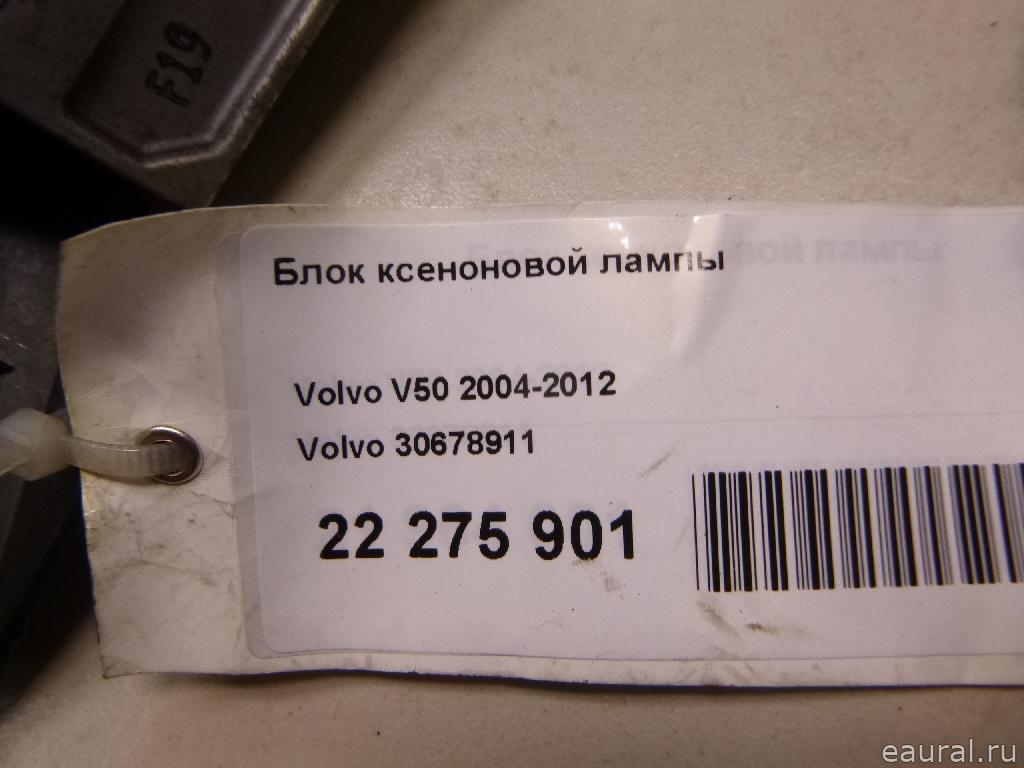 F19
Блок ксеноновой лампы
Volvo V50 2004-2012
Volvo 30678911
22 275 901
eaural.ru